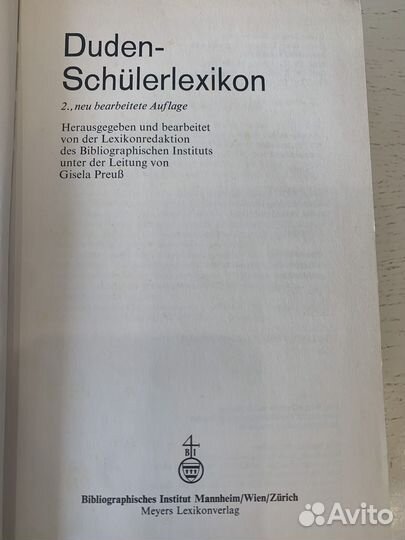 Duden-
Schülerlexikon
2., neu bearbeitete Auflage
Herausgegeben und bearbeitet
von der Lexikonredaktion
des Bibliographischen Instituts
unter der Leitung von
Gisela Preuß
B I
Bibliographisches Institut Mannheim/Wien/Zürich
Meyers Lexikonverlag
Avito